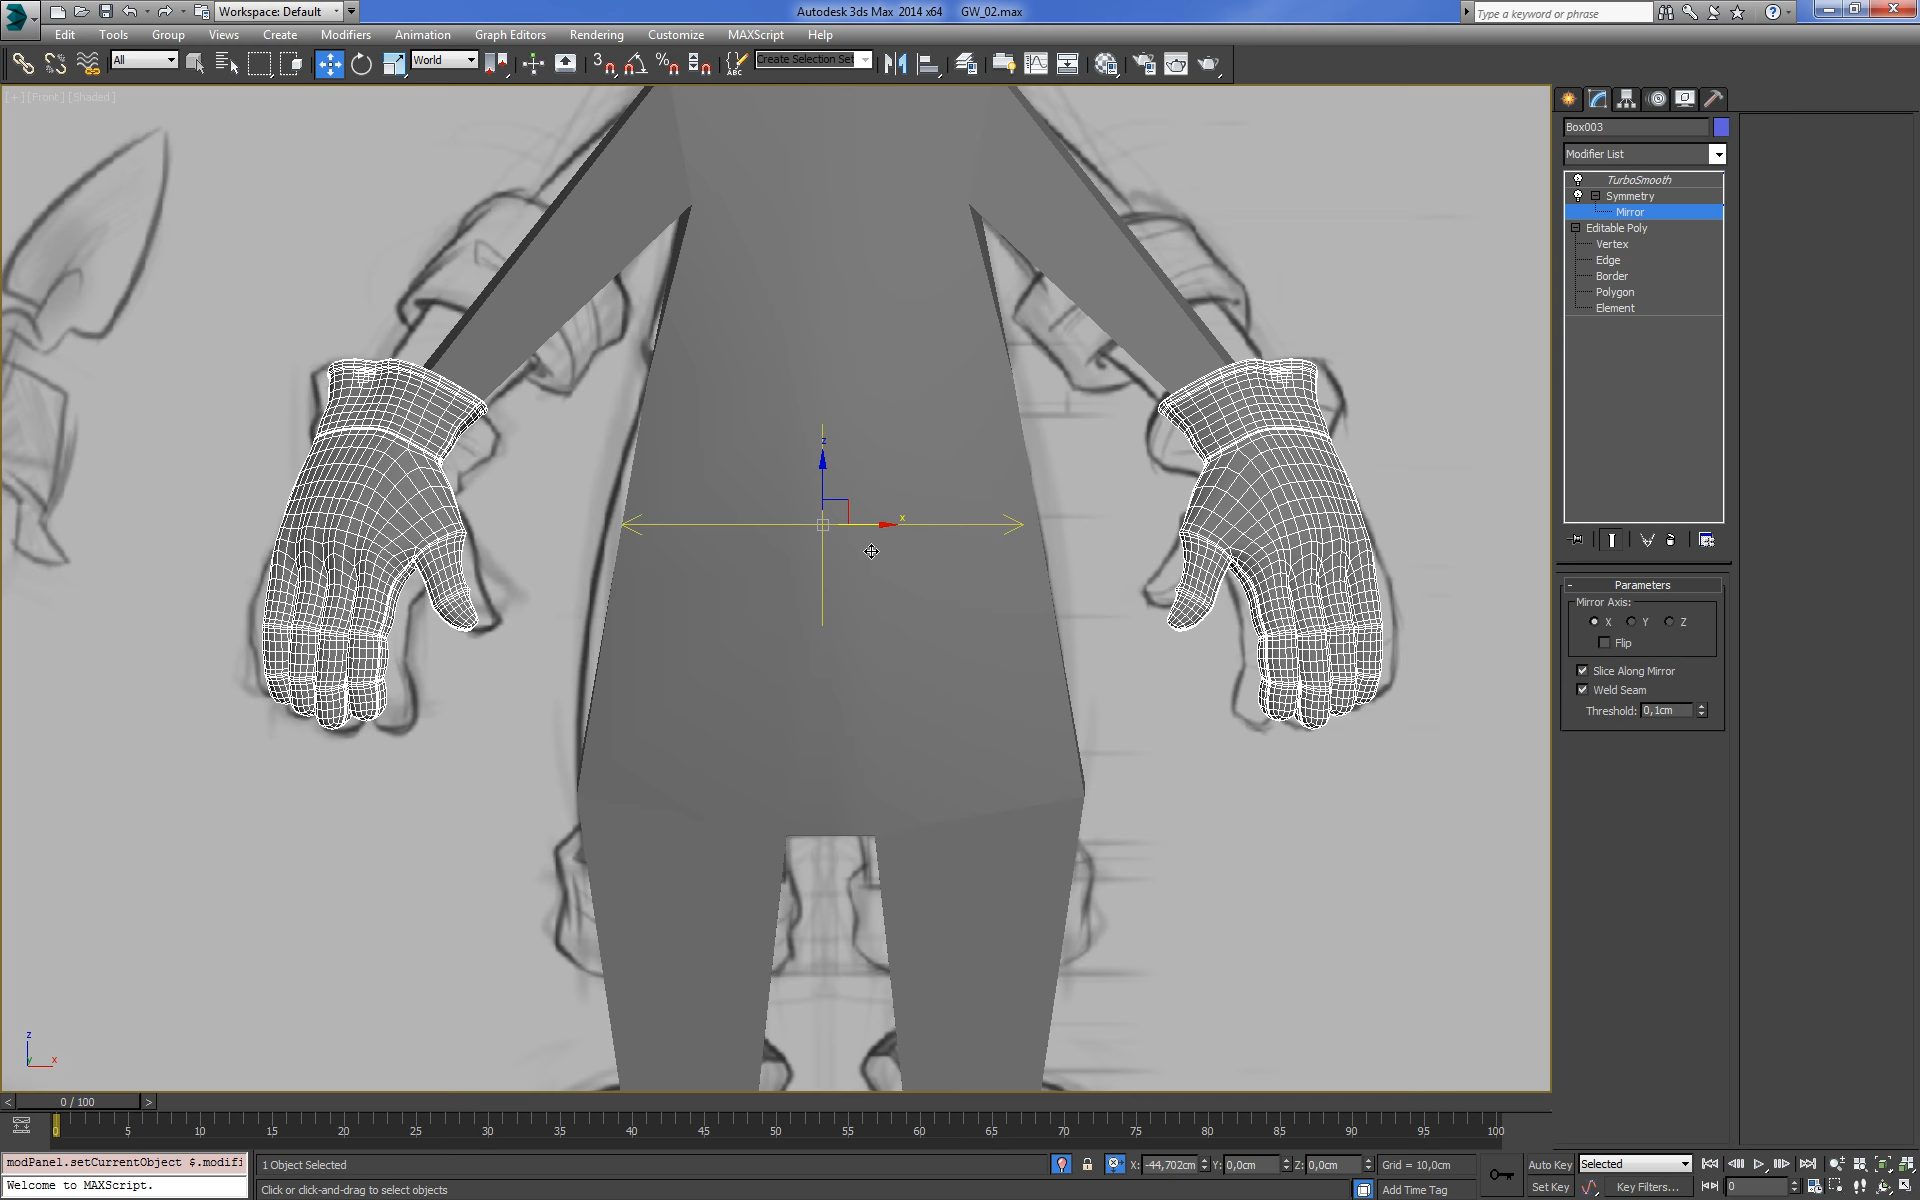 Workspace: Default
Autodesk 3ds Max 2014 x64 GW_02.max
Type a keyword or phrase
Edit Tools Group Views Create Modifiers Animation Graph Editors Rendering Customize MAXScript Help
All
World
3
ABC
Create Selection Set
[+] [Front] [Shaded]
Box003
Modifier List
TurboSmooth
Symmetry
Mirror
Editable Poly
Vertex
Edge
Border
Polygon
Element
z
x
Parameters
Mirror Axis:
X Y Z
Flip
Slice Along Mirror
Weld Seam
Threshold: 0,1cm
z
y x
< 0 / 100 >
0 5 10 15 20 25 30 35 40 45 50 55 60 65 70 75 80 85 90 95 100
modPanel.setCurrentObject $.modifi
Welcome to MAXScript.
1 Object Selected
Click or click-and-drag to select objects
X: -44,702cm Y: 0,0cm Z: 0,0cm Grid = 10,0cm
Add Time Tag
Auto Key Selected
Set Key Key Filters...
0